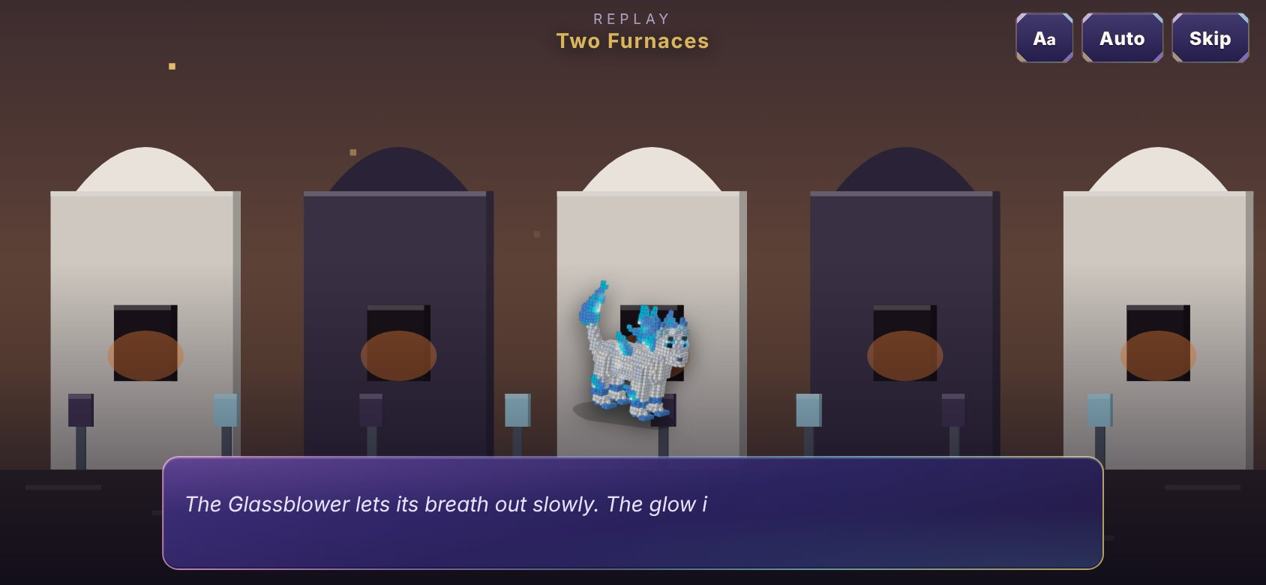 REPLAY
Two Furnaces
Aa
Auto
Skip
The Glassblower lets its breath out slowly. The glow i